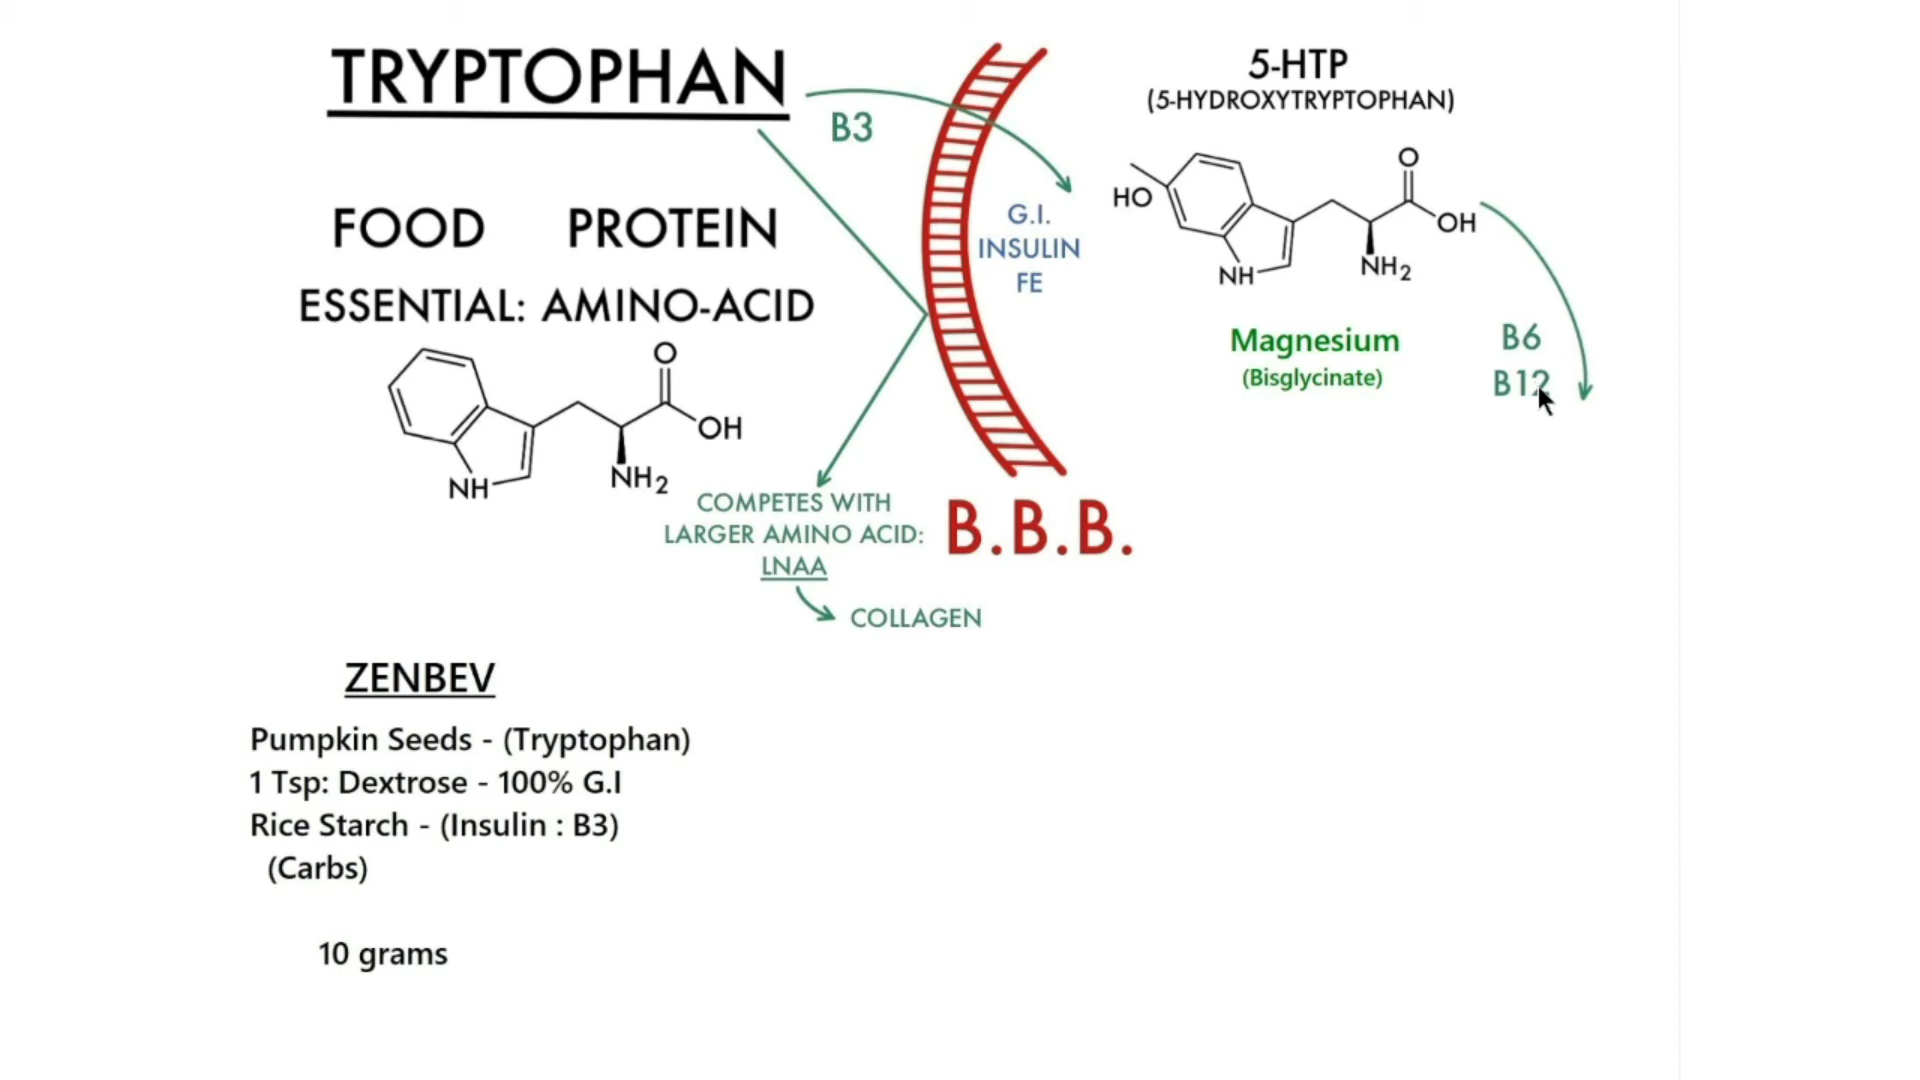 TRYPTOPHAN
B3
FOOD PROTEIN
ESSENTIAL: AMINO-ACID
O
OH
NH2
NH
COMPETES WITH
LARGER AMINO ACID:
LNAA
COLLAGEN
B.B.B.
G.I.
INSULIN
FE
5-HTP
(5-HYDROXYTRYPTOPHAN)
O
HO
OH
NH2
NH
Magnesium
(Bisglycinate)
B6
B12
ZENBEV
Pumpkin Seeds - (Tryptophan)
1 Tsp: Dextrose - 100% G.I
Rice Starch - (Insulin : B3)
(Carbs)
10 grams